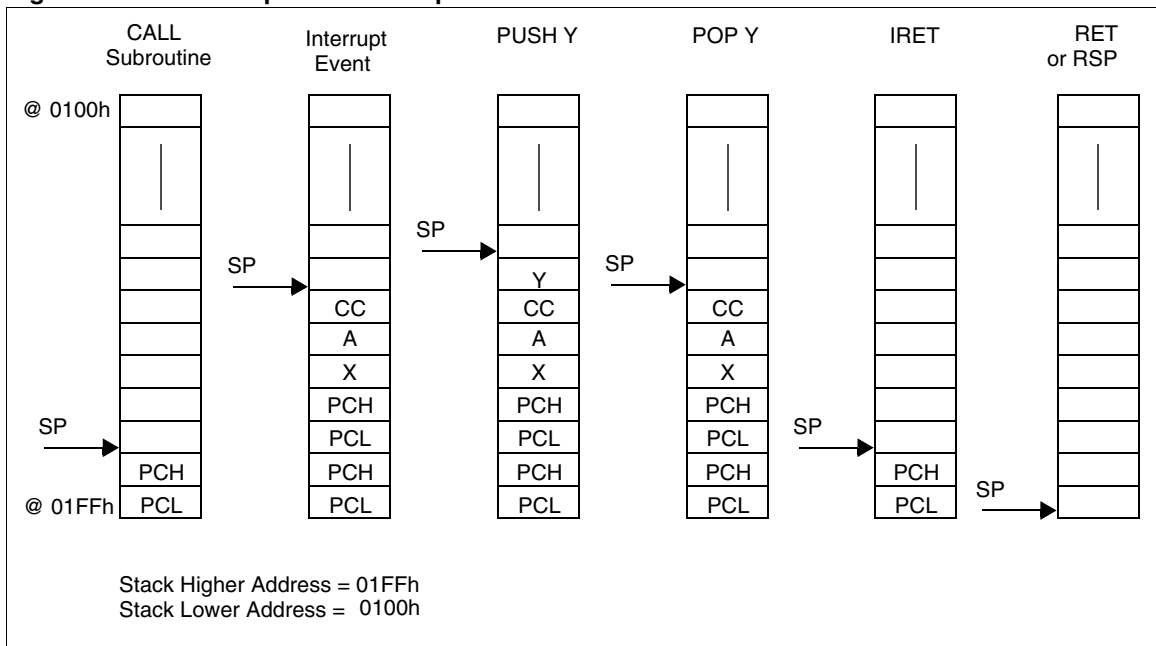 CALL
Subroutine
Interrupt
Event
PUSH Y
POP Y
IRET
RET
or RSP
@ 0100h
SP
SP
SP
Y
CC
CC
CC
A
A
A
X
X
X
PCH
PCH
PCH
SP
PCL
PCL
PCL
SP
PCH
PCH
PCH
PCH
PCH
@ 01FFh
PCL
PCL
PCL
PCL
PCL
SP
Stack Higher Address = 01FFh
Stack Lower Address = 0100h